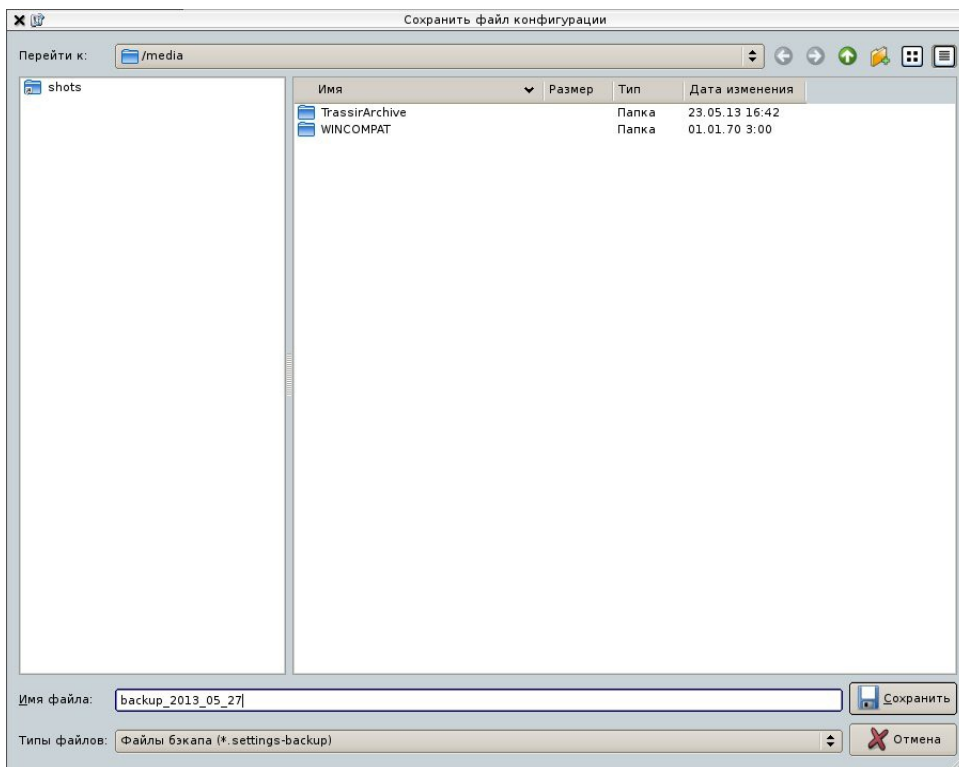 Сохранить файл конфигурации
Перейти к: /media
shots
Имя Размер Тип Дата изменения
TrassirArchive Папка 23.05.13 16:42
WINCOMPAT Папка 01.01.70 3:00
Имя файла: backup_2013_05_27 Сохранить
Типы файлов: Файлы бэкапа (*.settings-backup) Отмена